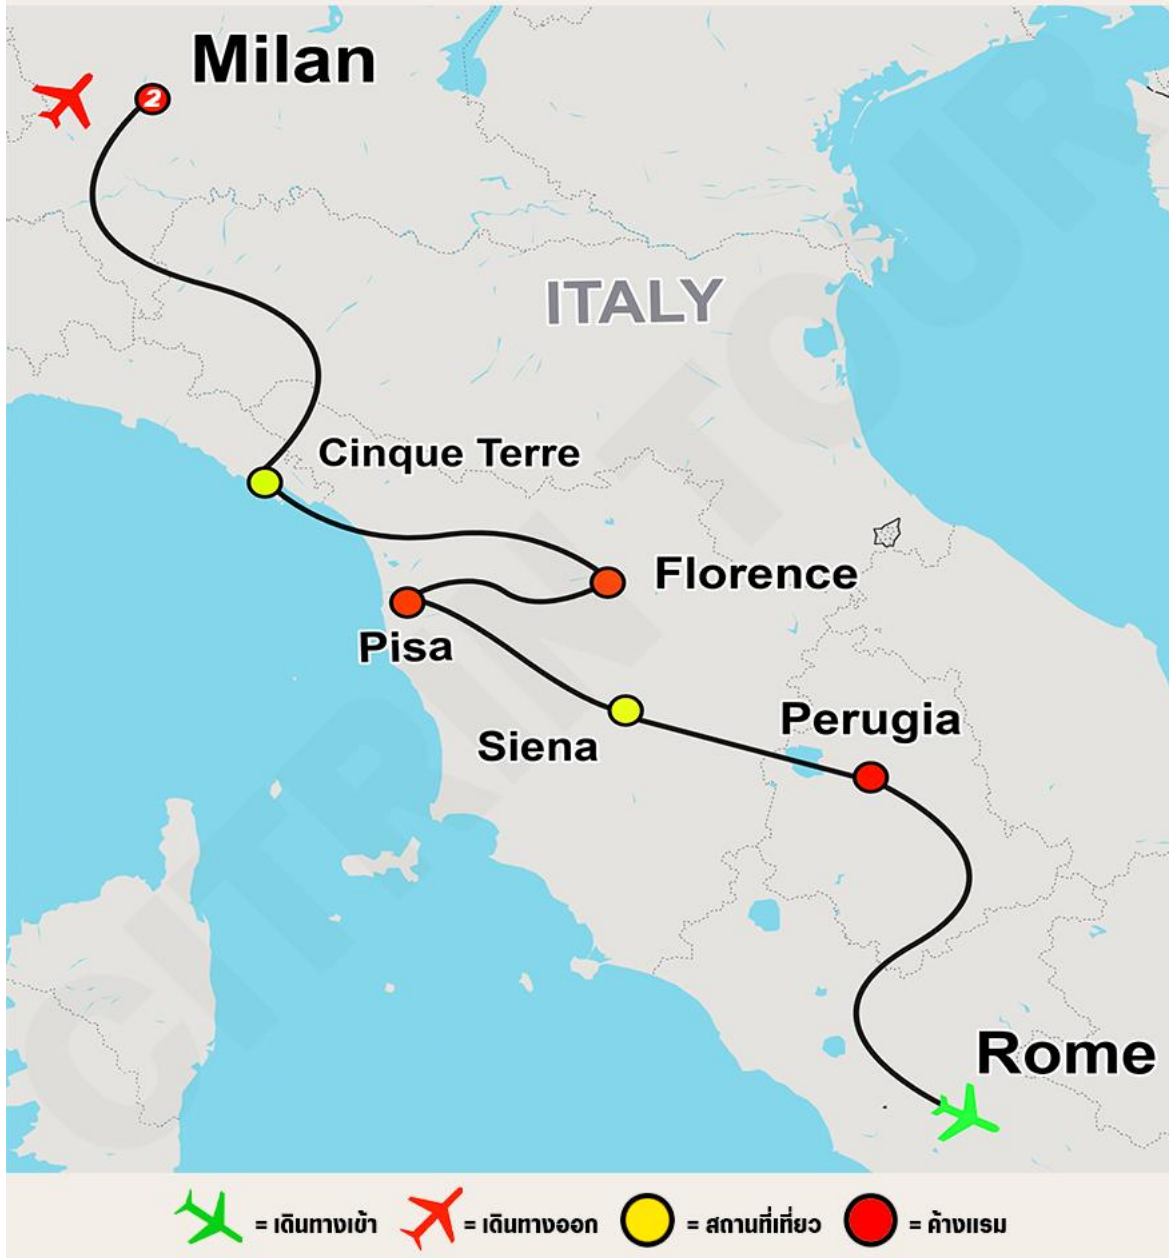 Milan
2
ITALY
Cinque Terre
Florence
Pisa
Siena
Perugia
Rome
CITRIN TOUR
= เดินทางเข้า = เดินทางออก = สถานที่เที่ยว = ค้างแรม